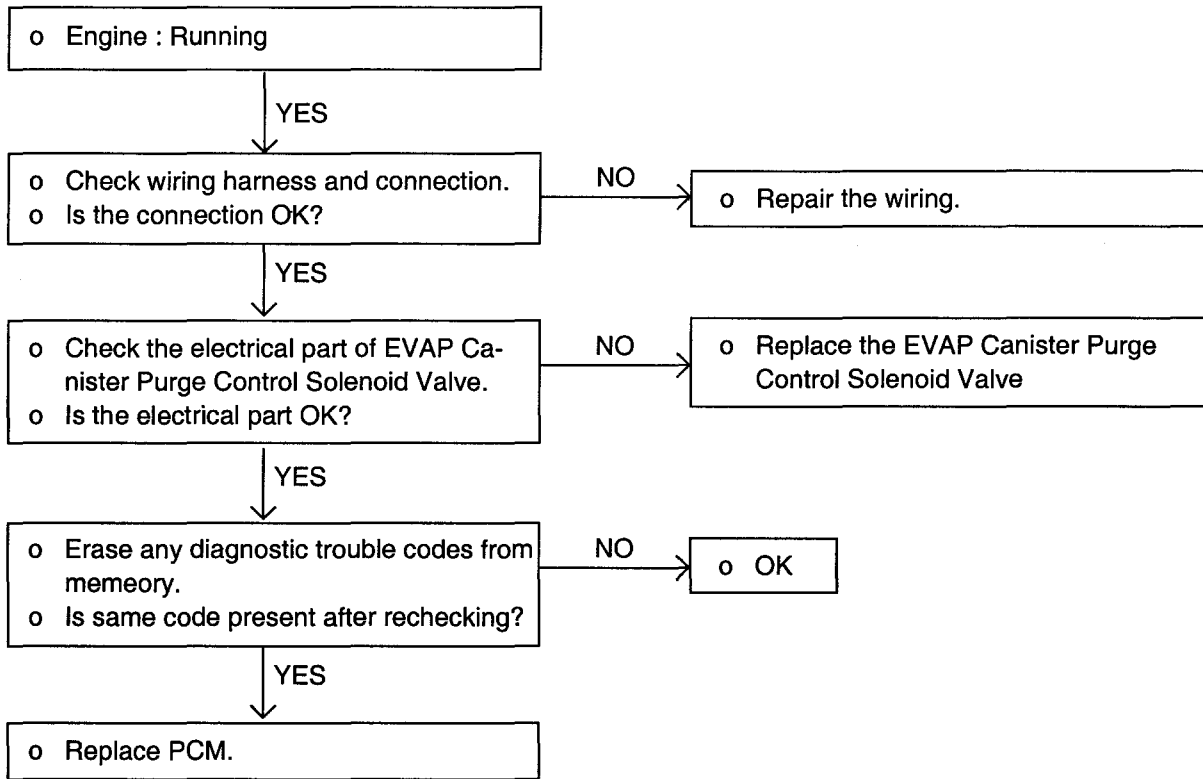 o Engine : Running
YES
o Check wiring harness and connection.
o Is the connection OK?
NO
o Repair the wiring.
YES
o Check the electrical part of EVAP Ca-
nister Purge Control Solenoid Valve.
o Is the electrical part OK?
NO
o Replace the EVAP Canister Purge
Control Solenoid Valve
YES
o Erase any diagnostic trouble codes from
memeory.
o Is same code present after rechecking?
NO
o OK
YES
o Replace PCM.